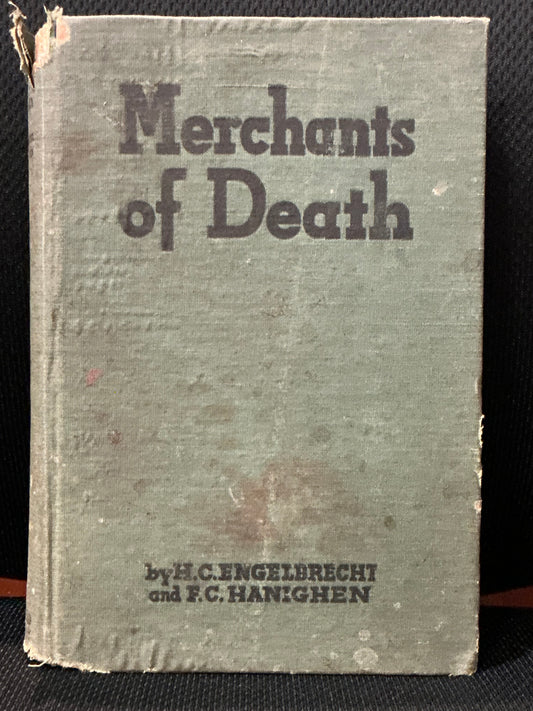 Merchants
of Death
by H.C. ENGELBRECHT
and F.C. HANIGHEN